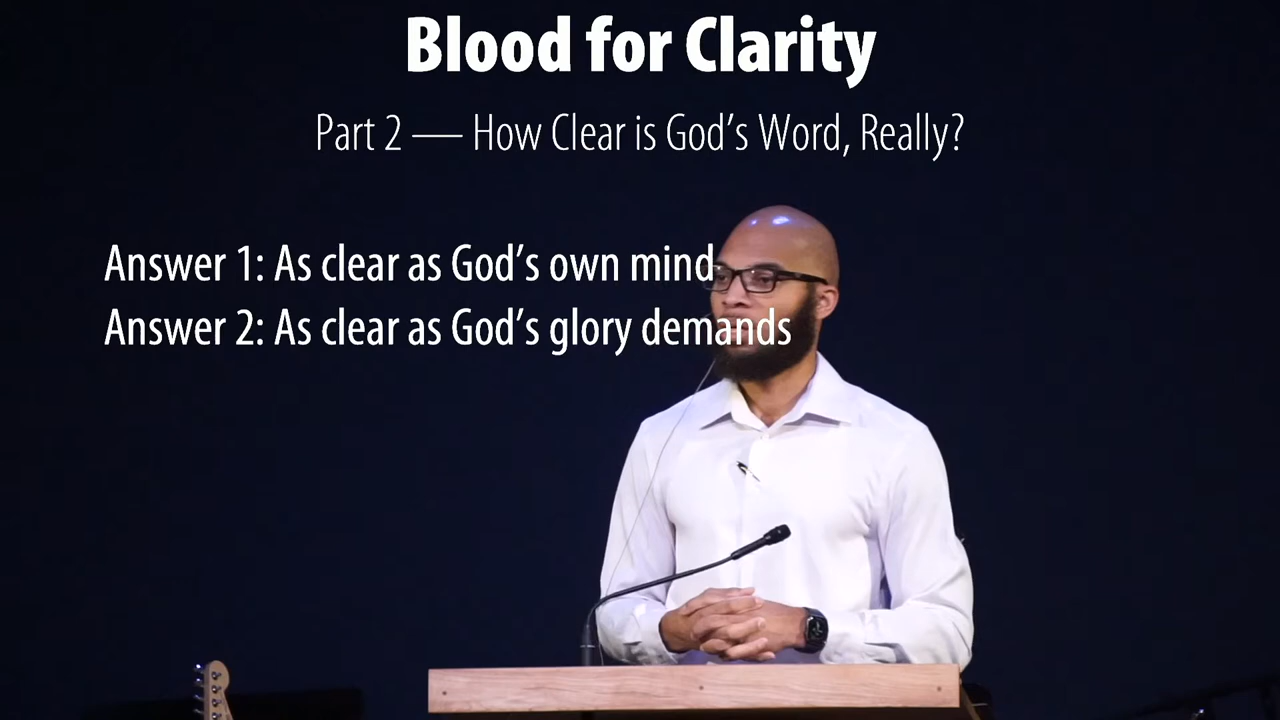 Blood for Clarity
Part 2 — How Clear is God’s Word, Really?
Answer 1: As clear as God’s own mind
Answer 2: As clear as God’s glory demands